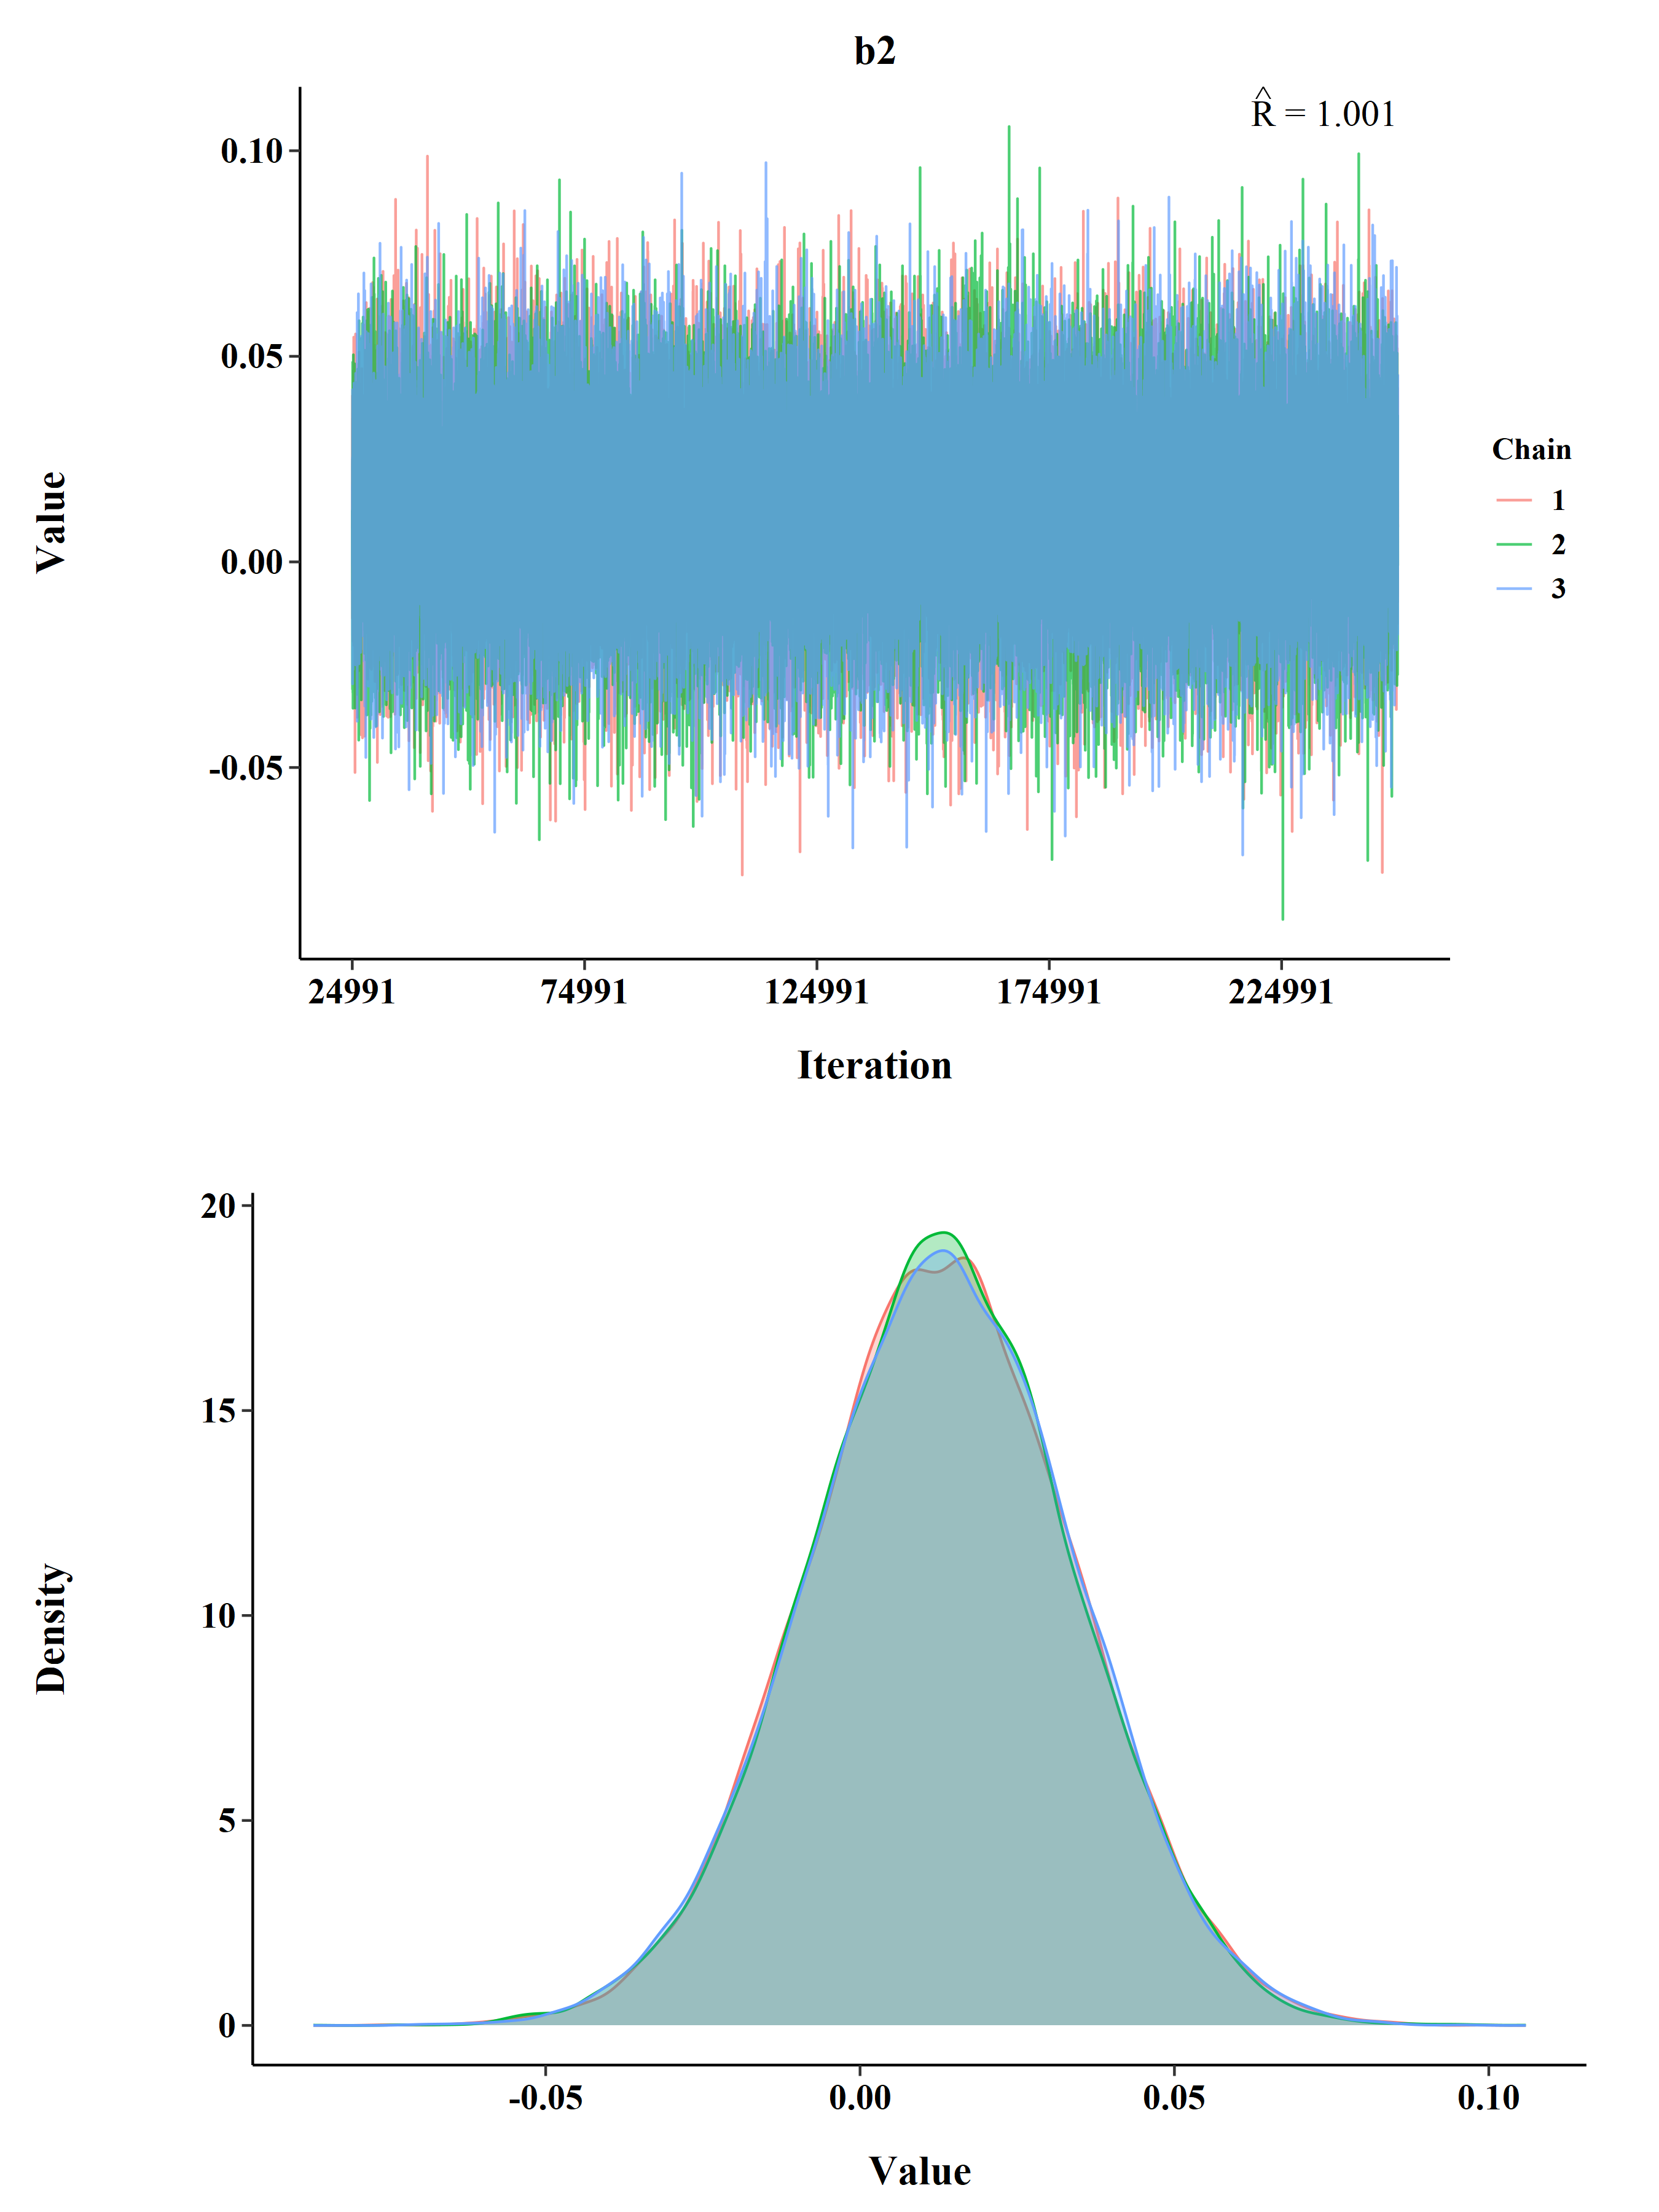 b2
R̂ = 1.001
0.10
0.05
0.00
-0.05
Value
24991 74991 124991 174991 224991
Iteration
Chain
1
2
3
20
15
10
5
0
Density
-0.05 0.00 0.05 0.10
Value